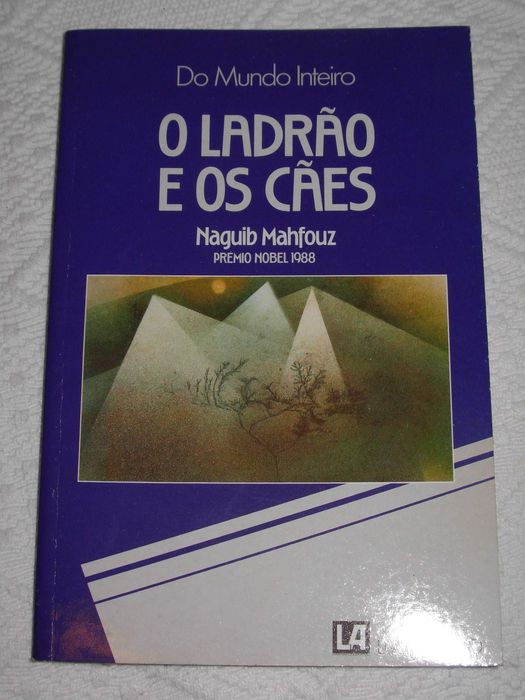 Do Mundo Inteiro
O LADRÃO
E OS CÃES
Naguib Mahfouz
PRÉMIO NOBEL 1988
LA